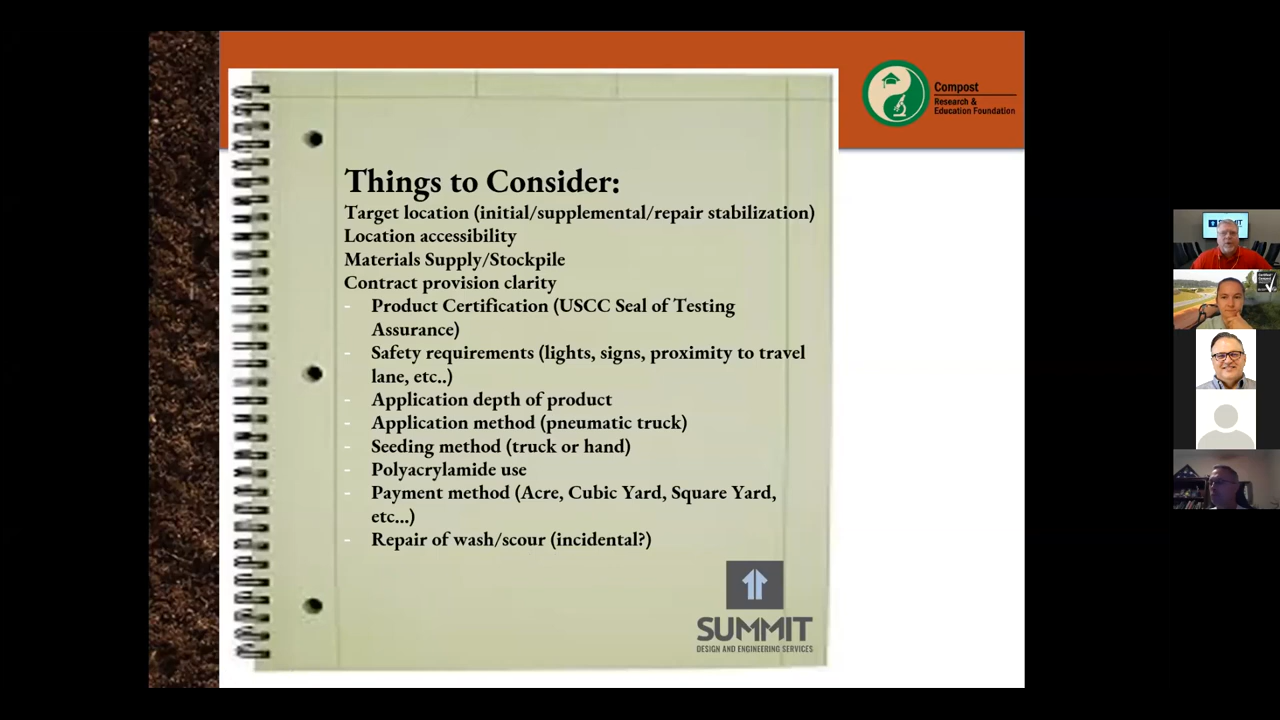 Compost
Research &
Education Foundation
Things to Consider:
Target location (initial/supplemental/repair stabilization)
Location accessibility
Materials Supply/Stockpile
Contract provision clarity
- Product Certification (USCC Seal of Testing
Assurance)
- Safety requirements (lights, signs, proximity to travel
lane, etc..)
- Application depth of product
- Application method (pneumatic truck)
- Seeding method (truck or hand)
- Polyacrylamide use
- Payment method (Acre, Cubic Yard, Square Yard,
etc...)
- Repair of wash/scour (incidental?)
SUMMIT
DESIGN AND ENGINEERING SERVICES
SUMMIT